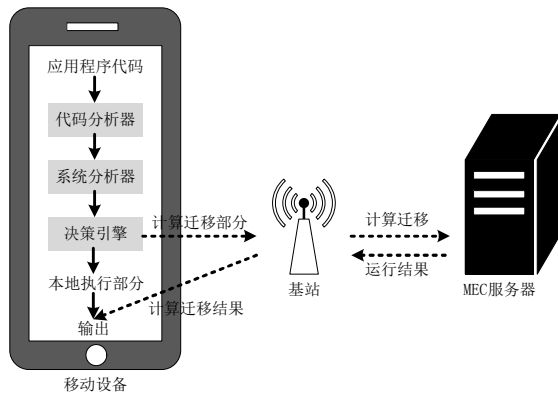 应用程序代码
代码分析器
系统分析器
决策引擎
本地执行部分
输出
移动设备
计算迁移部分
计算迁移结果
基站
计算迁移
运行结果
MEC服务器